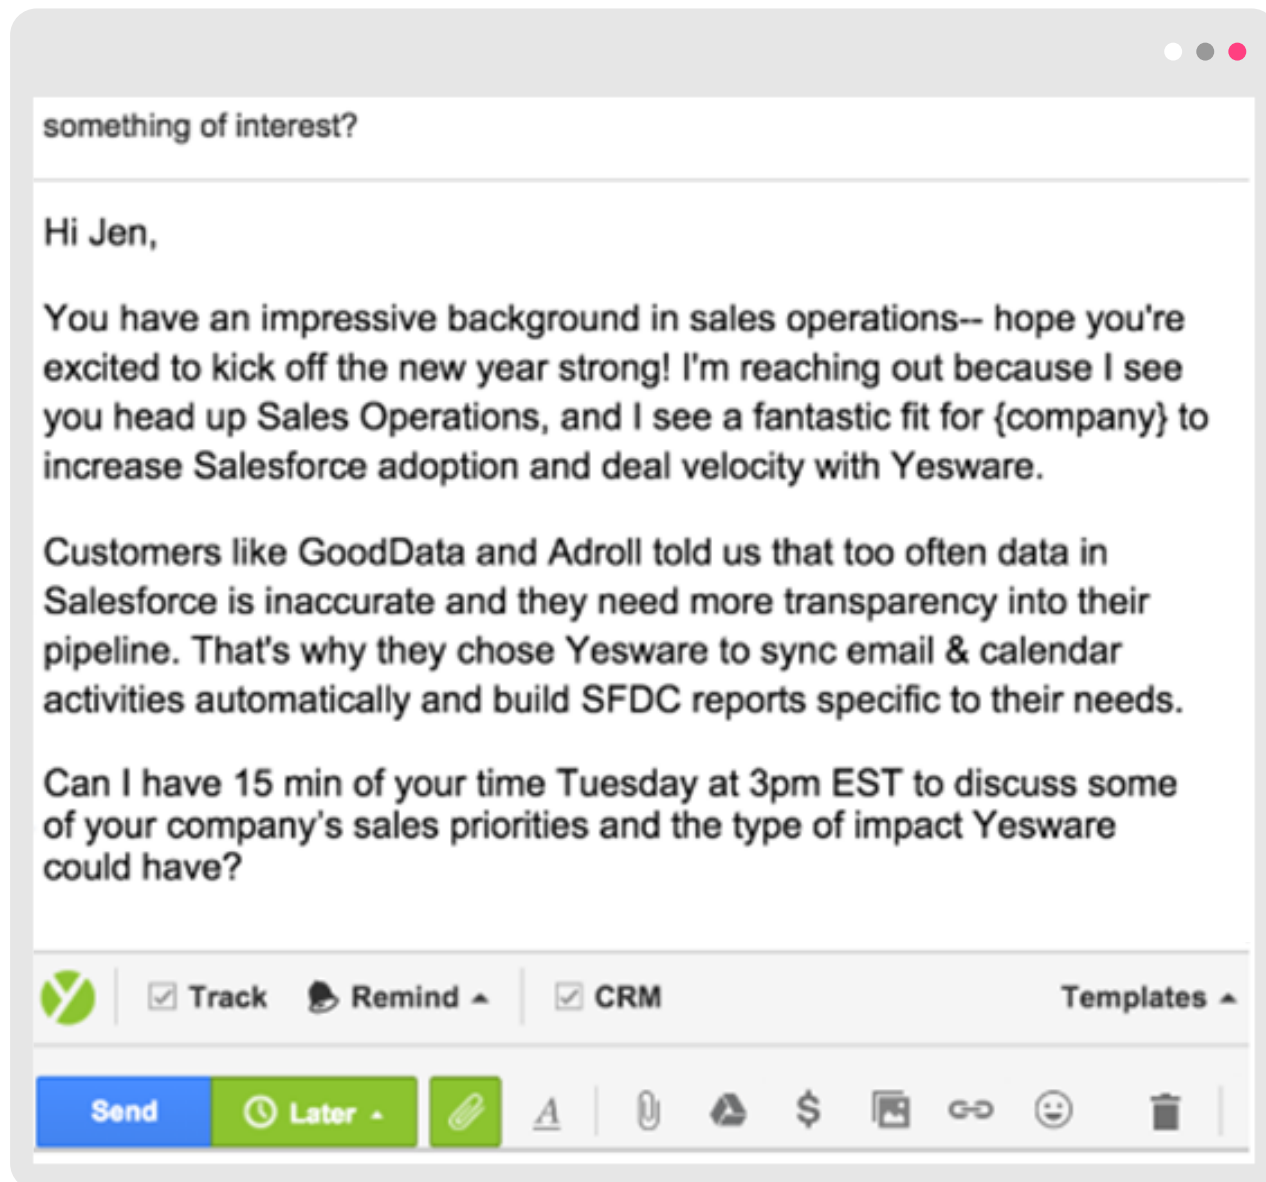 something of interest?
Hi Jen,
You have an impressive background in sales operations-- hope you're
excited to kick off the new year strong! I'm reaching out because I see
you head up Sales Operations, and I see a fantastic fit for {company} to
increase Salesforce adoption and deal velocity with Yesware.
Customers like GoodData and Adroll told us that too often data in
Salesforce is inaccurate and they need more transparency into their
pipeline. That's why they chose Yesware to sync email & calendar
activities automatically and build SFDC reports specific to their needs.
Can I have 15 min of your time Tuesday at 3pm EST to discuss some
of your company's sales priorities and the type of impact Yesware
could have?
Track Remind CRM Templates
Send Later A $